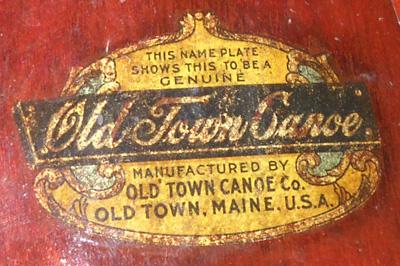 THIS NAME PLATE
SHOWS THIS TO BE A
GENUINE
Old Town Canoe.
MANUFACTURED BY
OLD TOWN CANOE Co.
OLD TOWN, MAINE, U.S.A.